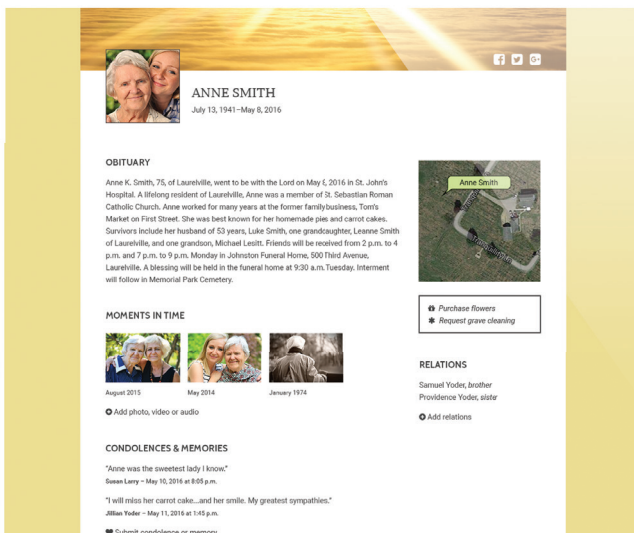 ANNE SMITH
July 13, 1941–May 8, 2016
OBITUARY
Anne K. Smith, 75, of Laurelville, went to be with the Lord on May 8, 2016 in St. John's
Hospital. A lifelong resident of Laurelville, Anne was a member of St. Sebastian Roman
Catholic Church. Anne worked for many years at the former family business, Tom's
Market on First Street. She was best known for her homemade pies and carrot cakes.
Survivors include her husband of 53 years, Luke Smith, one grandaughter, Leanne Smith
of Laurelville, and one grandson, Michael Lesitt. Friends will be received from 2 p.m. to 4
p.m. and 7 p.m. to 9 p.m. Monday in Johnston Funeral Home, 500 Third Avenue,
Laurelville. A blessing will be held in the funeral home at 9:30 a.m. Tuesday. Interment
will follow in Memorial Park Cemetery.
Anne Smith
Purchase flowers
Request grave cleaning
MOMENTS IN TIME
August 2015
May 2014
January 1974
Add photo, video or audio
RELATIONS
Samuel Yoder, brother
Providence Yoder, sister
Add relations
CONDOLENCES & MEMORIES
"Anne was the sweetest lady I know."
Susan Larry – May 10, 2016 at 8:05 p.m.
"I will miss her carrot cake...and her smile. My greatest sympathies."
Jillian Yoder – May 11, 2016 at 1:45 p.m.
Submit condolence or memory